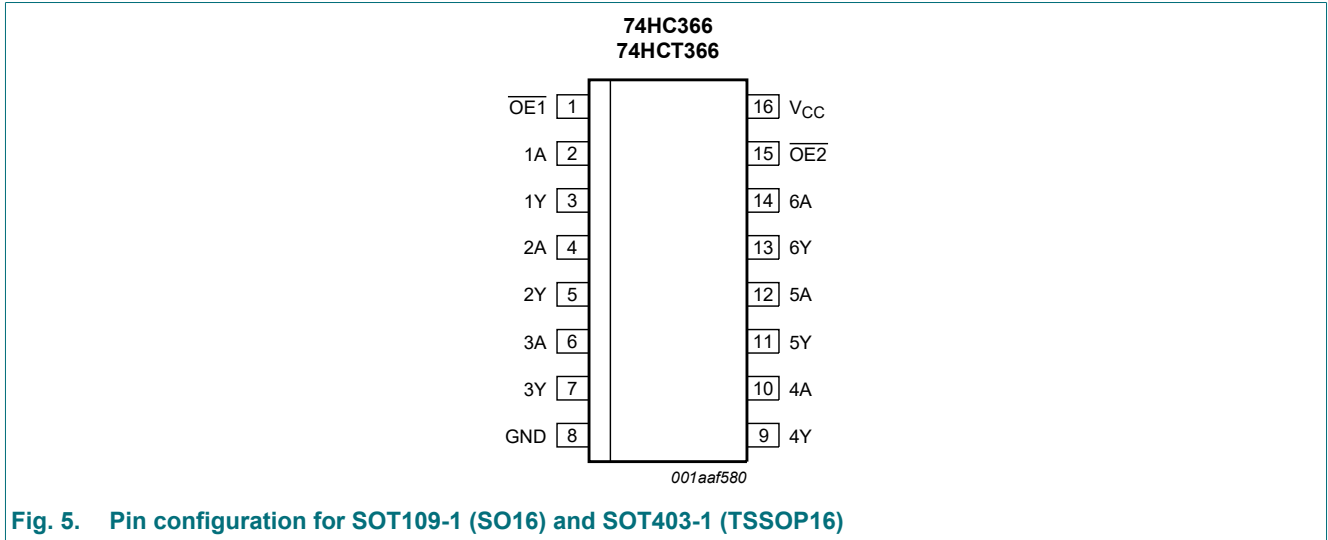 74HC366
74HCT366
OE1 1
16 VCC
1A 2
15 OE2
1Y 3
14 6A
2A 4
13 6Y
2Y 5
12 5A
3A 6
11 5Y
3Y 7
10 4A
GND 8
9 4Y
001aaf580
Fig. 5. Pin configuration for SOT109-1 (SO16) and SOT403-1 (TSSOP16)